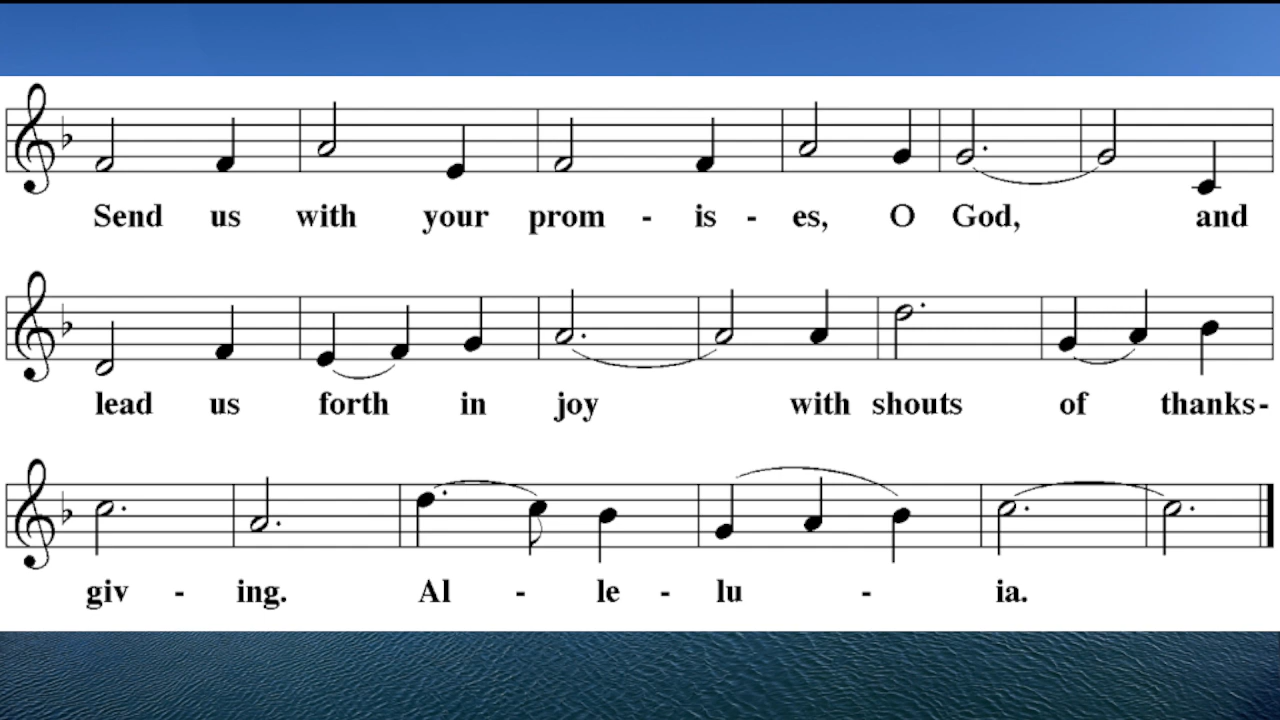 Send us with your prom - is - es, O God, and
lead us forth in joy with shouts of thanks-
giv - ing. Al - le - lu - ia.